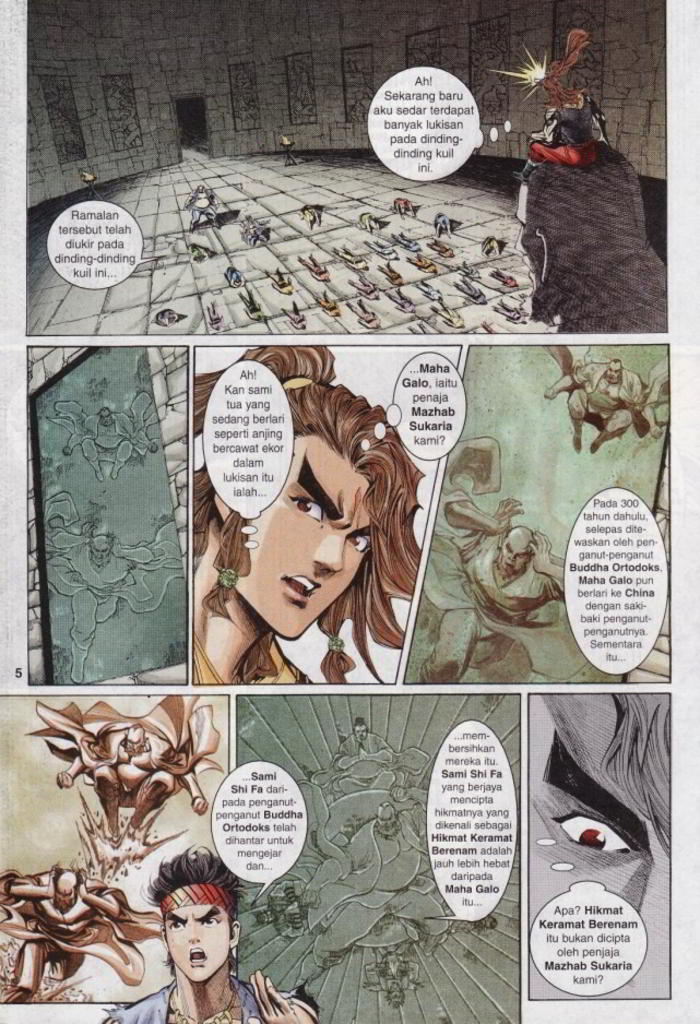 Ah!
Sekarang baru
aku sedar terdapat
banyak lukisan
pada dinding-
dinding kuil
ini.
Ramalan
tersebut telah
diukir pada
dinding-dinding
kuil ini...
Ah!
Kan sami
tua yang
sedang berlari
seperti anjing
bercawat ekor
dalam
lukisan itu
ialah...
...Maha
Galo, iaitu
penaja
Mazhab
Sukaria
kami?
Pada 300
tahun dahulu,
selepas dite-
waskan oleh pen-
ganut-penganut
Buddha Ortodoks,
Maha Galo pun
berlari ke China
dengan saki-
baki penganut-
penganutnya.
Sementara
itu...
5
...Sami
Shi Fa dari-
pada penganut-
penganut Buddha
Ortodoks telah
dihantar untuk
mengejar
dan...
...mem-
bersihkan
mereka itu.
Sami Shi Fa
yang berjaya
mencipta
hikmatnya yang
dikenali sebagai
Hikmat Keramat
Berenam adalah
jauh lebih hebat
daripada
Maha Galo
itu...
Apa? Hikmat
Keramat Berenam
itu bukan dicipta
oleh penjaja
Mazhab Sukaria
kami?